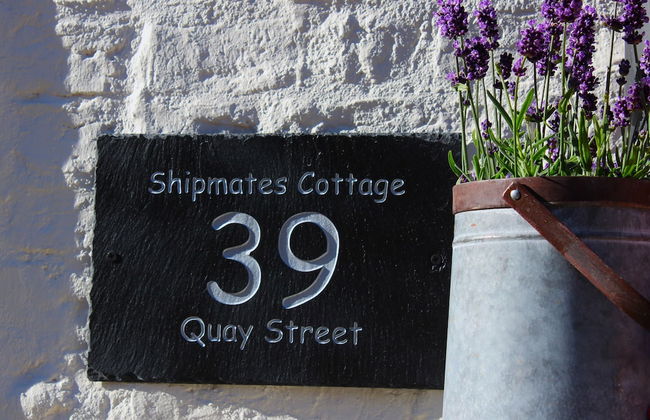 Shipmates Cottage
39
Quay Street